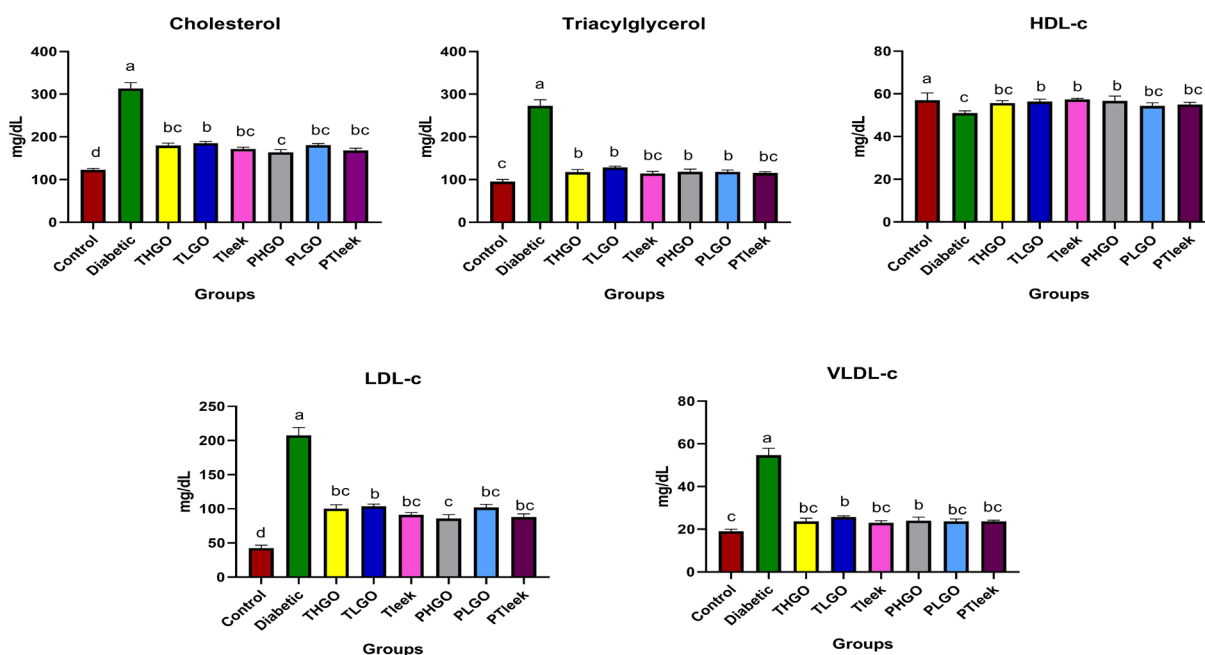 Cholesterol
mg/dL
400
300
200
100
0
d
a
bc
b
bc
c
bc
bc
Control
Diabetic
THGO
TLGO
Tleek
PHGO
PLGO
PTleek
Groups
Triacylglycerol
mg/dL
400
300
200
100
0
c
a
b
b
bc
b
b
bc
Control
Diabetic
THGO
TLGO
Tleek
PHGO
PLGO
PTleek
Groups
HDL-c
mg/dL
80
60
40
20
0
a
c
bc
b
b
b
bc
bc
Control
Diabetic
THGO
TLGO
Tleek
PHGO
PLGO
PTleek
Groups
LDL-c
mg/dL
250
200
150
100
50
0
d
a
bc
b
bc
c
bc
bc
Control
Diabetic
THGO
TLGO
Tleek
PHGO
PLGO
PTleek
Groups
VLDL-c
mg/dL
80
60
40
20
0
c
a
bc
b
bc
b
bc
bc
Control
Diabetic
THGO
TLGO
Tleek
PHGO
PLGO
PTleek
Groups